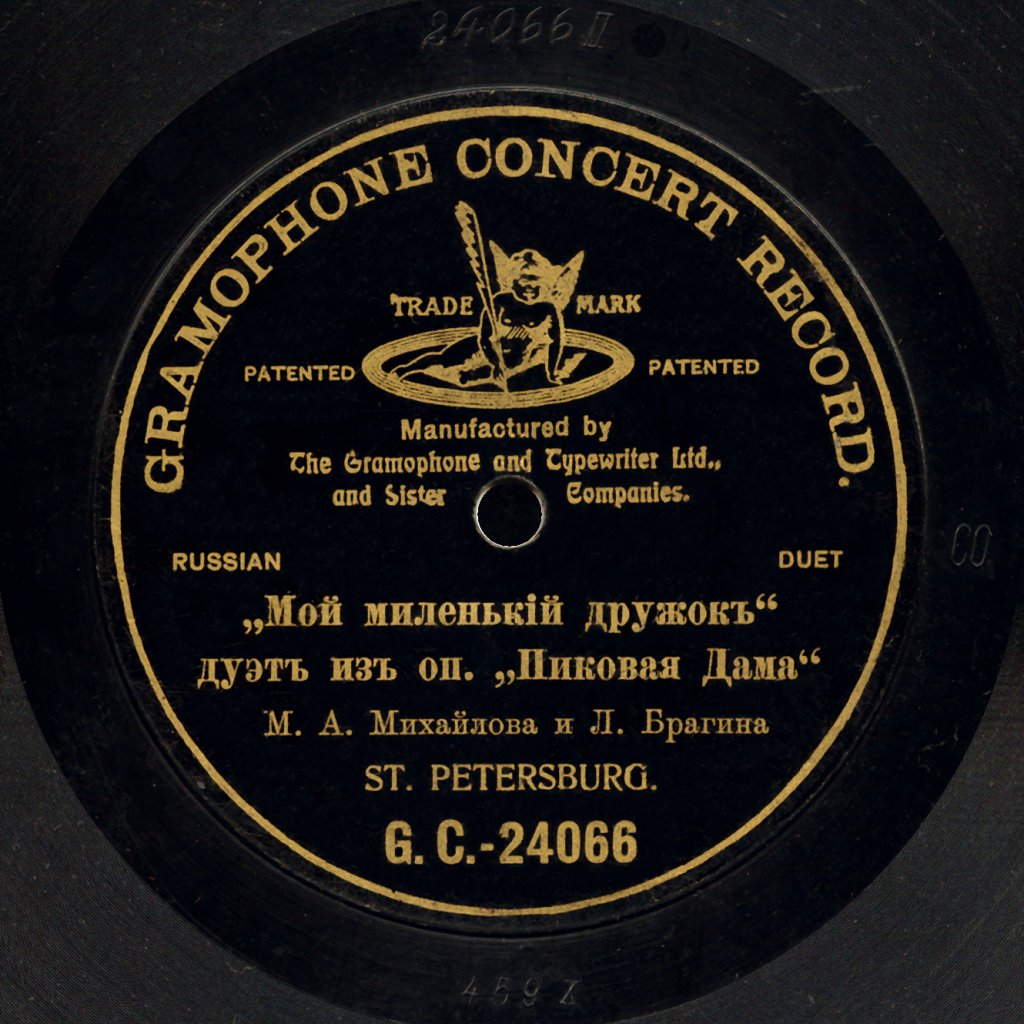 24066 II
GRAMOPHONE CONCERT RECORD.
TRADE MARK
PATENTED PATENTED
Manufactured by
The Gramophone and Typewriter Ltd.,
and Sister Companies.
RUSSIAN DUET
„Мой миленькій дружокъ“
дуэтъ изъ оп. „Пиковая Дама“
М. А. Михайлова и Л. Брагина
ST. PETERSBURG.
G. C.-24066